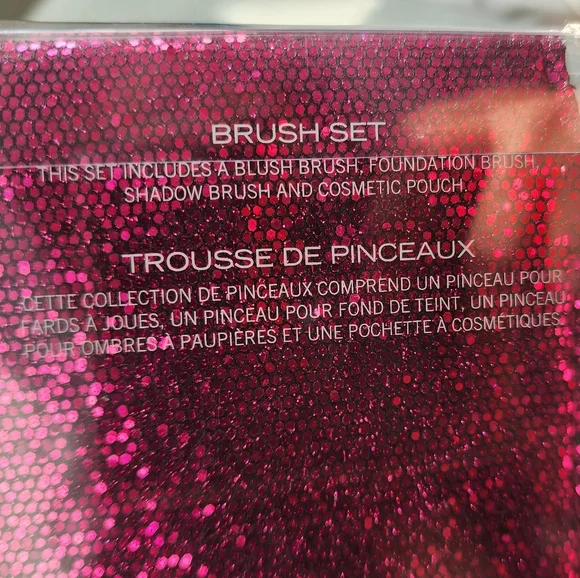 BRUSH SET
THIS SET INCLUDES A BLUSH BRUSH, FOUNDATION BRUSH,
SHADOW BRUSH AND COSMETIC POUCH.
TROUSSE DE PINCEAUX
CETTE COLLECTION DE PINCEAUX COMPREND UN PINCEAU POUR
FARDS À JOUES, UN PINCEAU POUR FOND DE TEINT, UN PINCEAU
POUR OMBRES À PAUPIÈRES ET UNE POCHETTE À COSMÉTIQUES.